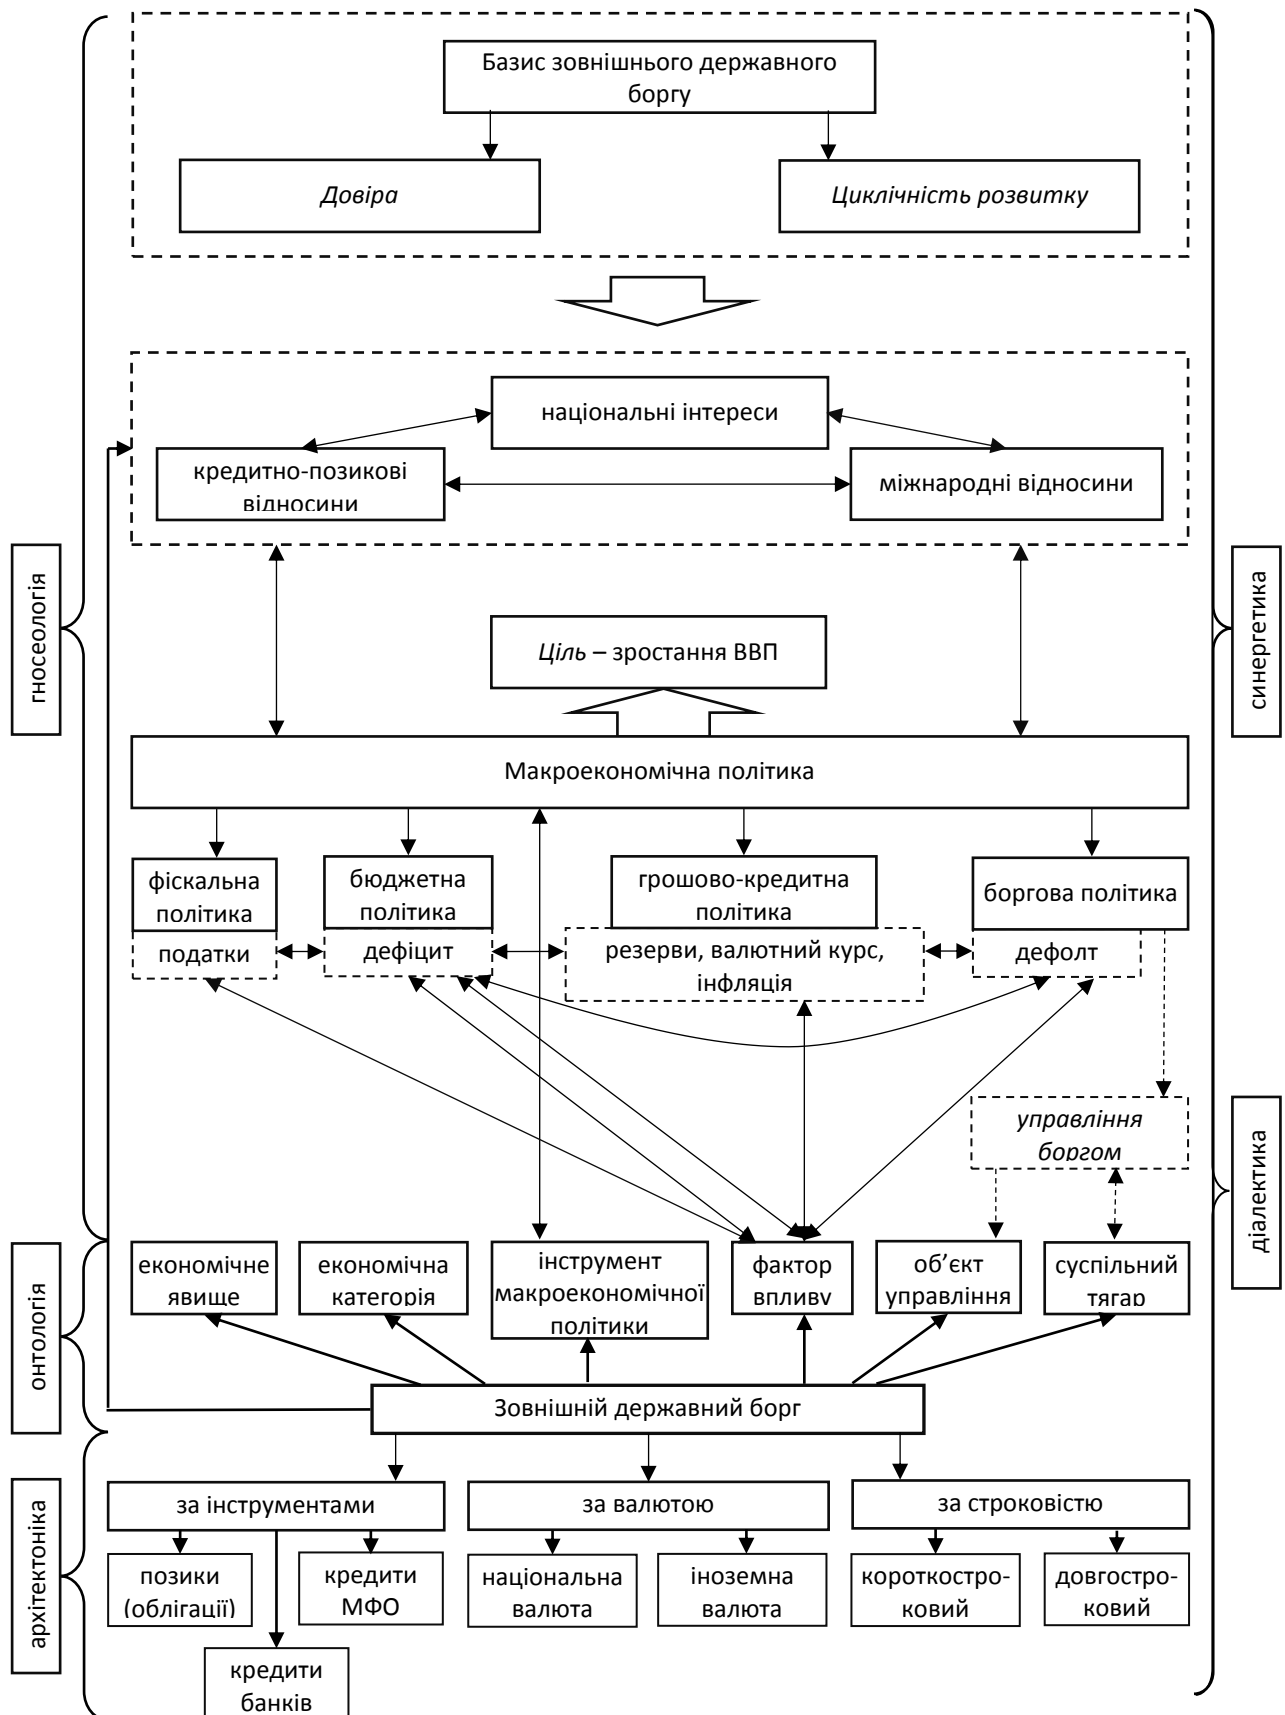 Базис зовнішнього державного
боргу
Довіра
Циклічність розвитку
національні інтереси
кредитно-позикові
відносини
міжнародні відносини
гносеологія
синергетика
Ціль – зростання ВВП
Макроекономічна політика
фіскальна
політика
бюджетна
політика
грошово-кредитна
політика
боргова політика
податки
дефіцит
резерви, валютний курс,
інфляція
дефолт
управління
боргом
діалектика
онтологія
економічне
явище
економічна
категорія
інструмент
макроекономічної
політики
фактор
впливу
об’єкт
управління
суспільний
тягар
Зовнішній державний борг
архітектоніка
за інструментами
за валютою
за строковістю
позики
(облігації)
кредити
МФО
національна
валюта
іноземна
валюта
короткостро-
ковий
довгостро-
ковий
кредити
банків